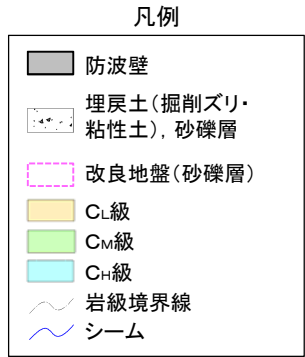 凡例
防波壁
埋戻土(掘削ズリ・
粘性土),砂礫層
改良地盤(砂礫層)
CL級
CM級
CH級
岩級境界線
シーム